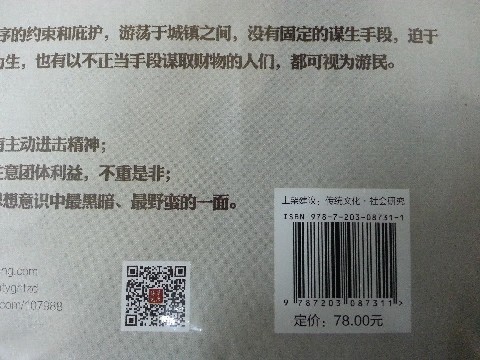 序的约束和庇护，游荡于城镇之间，没有固定的谋生手段，迫于
为生，也有以不正当手段谋取财物的人们，都可视为游民。
有主动进击精神；
注意团体利益，不重是非；
思想意识中最黑暗、最野蛮的一面。
上架建议：传统文化·社会研究
ISBN 978-7-203-08731-1
9 787203 087311 >
定价：78.00元
ng.com
om/107988